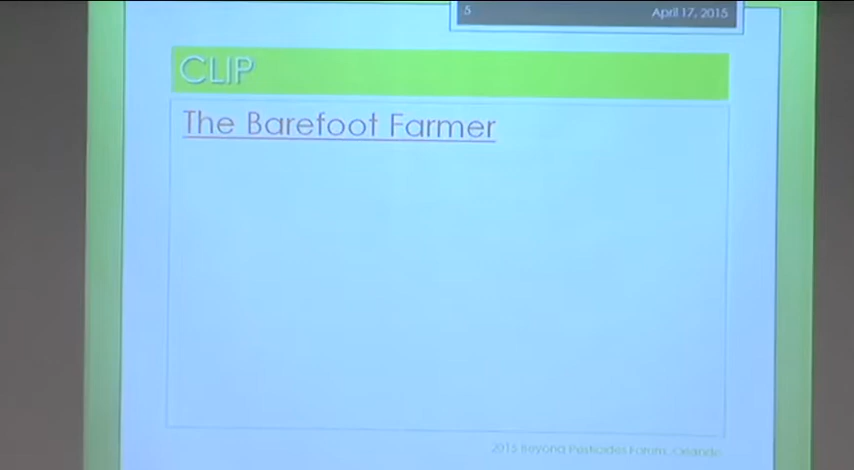 5
April 17, 2015
CLIP
The Barefoot Farmer
2015 Beyond Pesticides Forum, Orlando